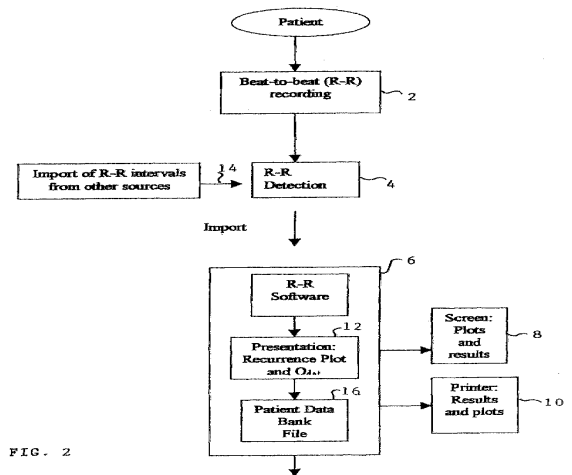 Patient
Beat-to-beat (R-R)
recording
2
Import of R-R intervals
from other sources
14
R-R
Detection
4
Import
6
R-R
Software
12
Presentation:
Recurrence Plot
and
16
Patient Data
Bank
File
Screen:
Plots
and
results
8
Printer:
Results
and plots
10
FIG. 2